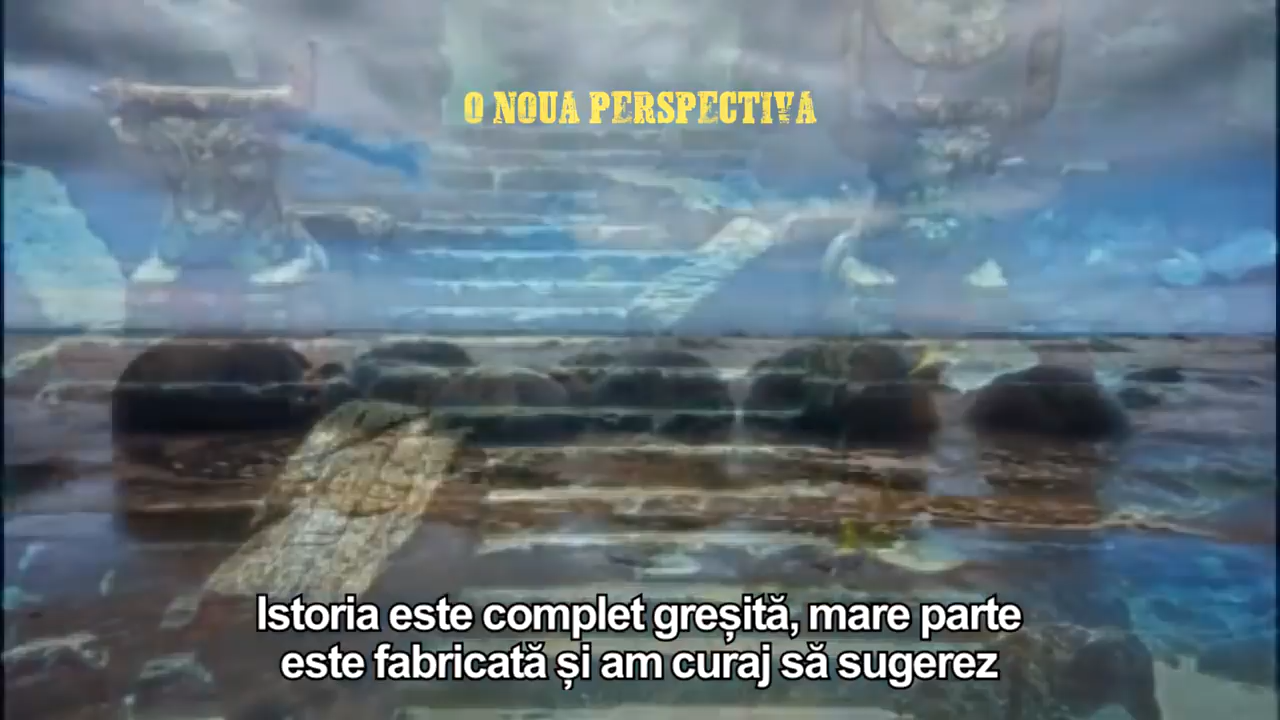 O NOUA PERSPECTIVA
Istoria este complet greșită, mare parte
este fabricată și am curaj să sugerez